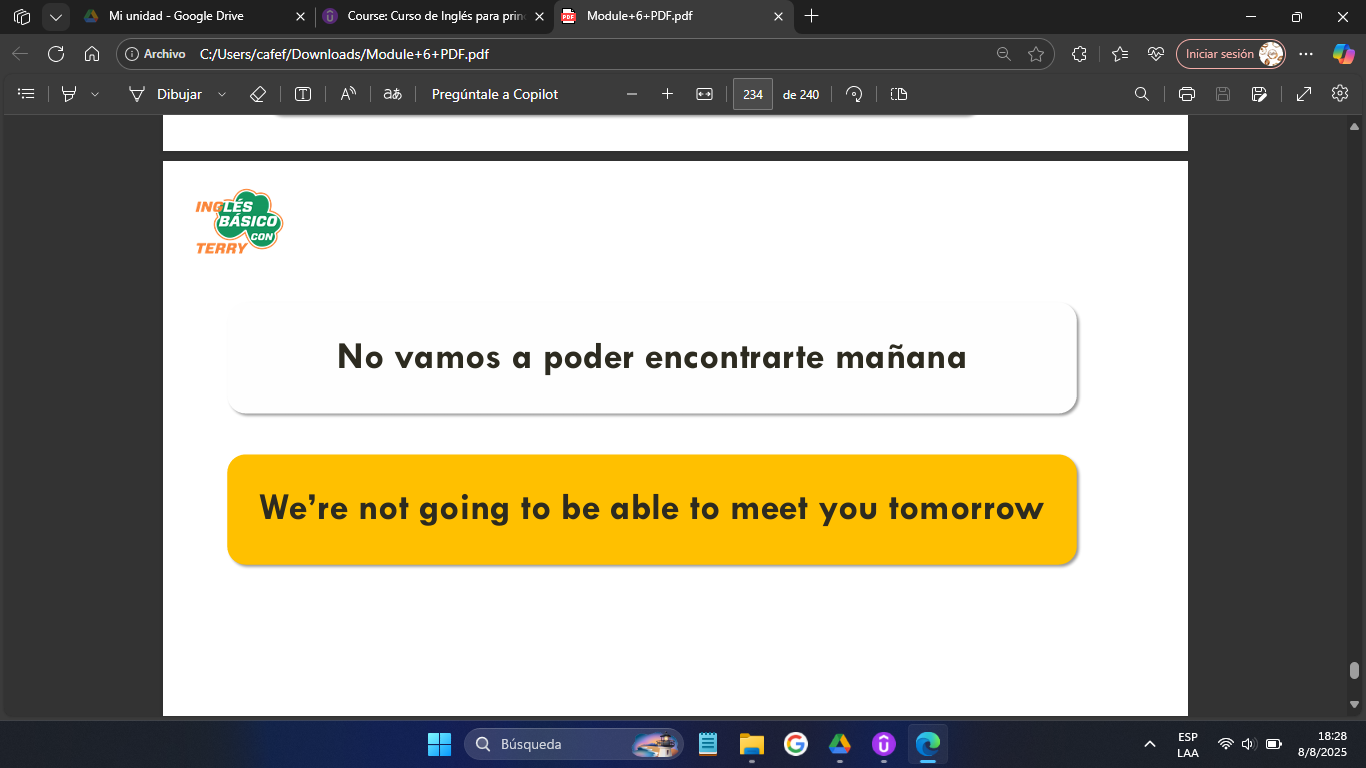 Mi unidad - Google Drive
Course: Curso de Inglés para prin
Module+6+PDF.pdf
Archivo C:/Users/cafef/Downloads/Module+6+PDF.pdf
Iniciar sesión
Dibujar
Pregúntale a Copilot
234 de 240
INGLÉS
BÁSICO
CON
TERRY
No vamos a poder encontrarte mañana
We're not going to be able to meet you tomorrow
Búsqueda
ESP
LAA
18:28
8/8/2025